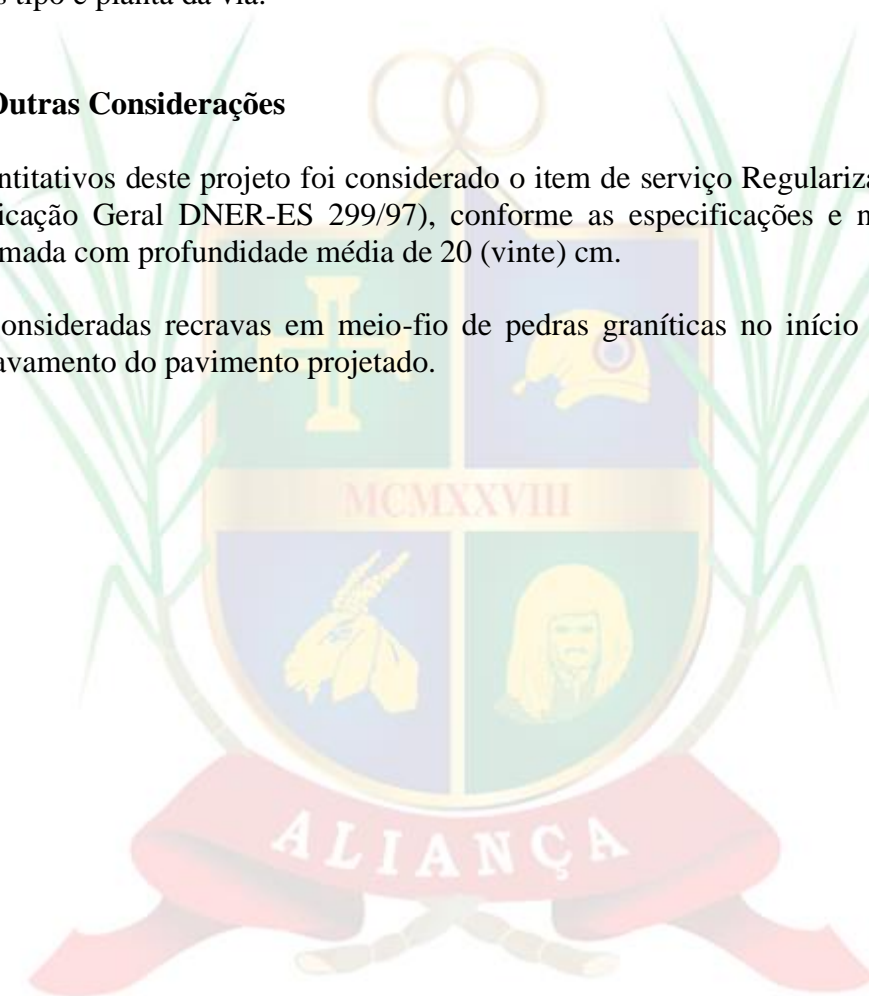 s tipo e planta da via.
Outras Considerações
ntitativos deste projeto foi considerado o item de serviço Regulariza
icação Geral DNER-ES 299/97), conforme as especificações e n
mada com profundidade média de 20 (vinte) cm.
onsideradas recravas em meio-fio de pedras graníticas no início
avamento do pavimento projetado.
MCMXXVIII
ALIANÇA